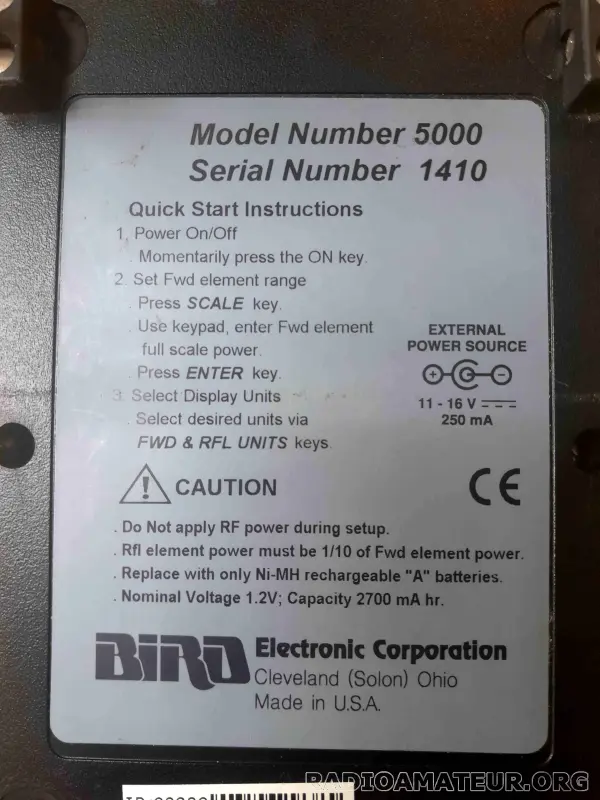 Model Number 5000
Serial Number 1410
Quick Start Instructions
1. Power On/Off
. Momentarily press the ON key.
2. Set Fwd element range
. Press SCALE key.
. Use keypad, enter Fwd element
full scale power.
. Press ENTER key.
3. Select Display Units
. Select desired units via
FWD & RFL UNITS keys.
EXTERNAL
POWER SOURCE
11 - 16 V
250 mA
CAUTION
CE
. Do Not apply RF power during setup.
. Rfl element power must be 1/10 of Fwd element power.
. Replace with only Ni-MH rechargeable "A" batteries.
. Nominal Voltage 1.2V; Capacity 2700 mA hr.
BIRD Electronic Corporation
Cleveland (Solon) Ohio
Made in U.S.A.
RADIOAMATEUR.ORG